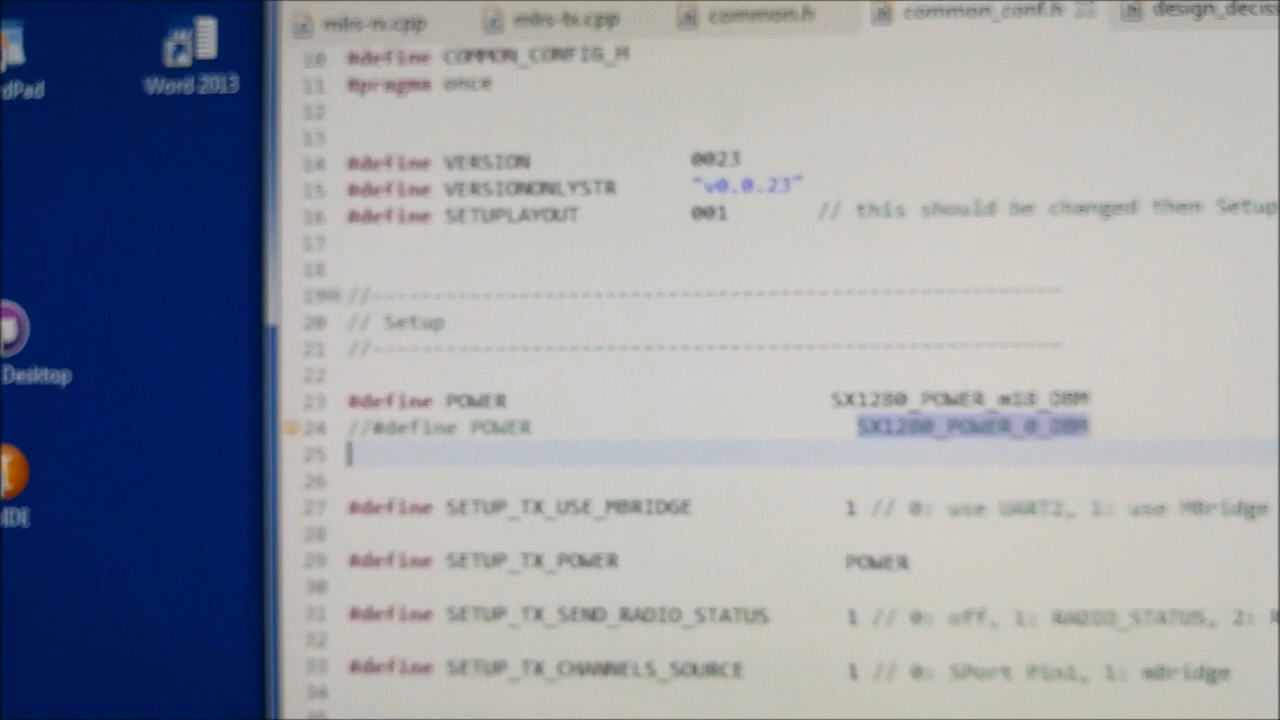 mlrs-rx.cpp mlrs-tx.cpp common.h common_conf.h design_decis
10 #define COMMON_CONFIG_H
11 #pragma once
12
13
14 #define VERSION 0023
15 #define VERSIONONLYSTR "v0.0.23"
16 #define SETUPLAYOUT 001 // this should be changed then Setup
17
18
19 //----------------------------------------------------------
20 // Setup
21 //----------------------------------------------------------
22
23 #define POWER SX1280_POWER_m18_DBM
24 //#define POWER SX1280_POWER_0_DBM
25
26
27 #define SETUP_TX_USE_MBRIDGE 1 // 0: use UART2, 1: use MBridge
28
29 #define SETUP_TX_POWER POWER
30
31 #define SETUP_TX_SEND_RADIO_STATUS 1 // 0: off, 1: RADIO_STATUS, 2:
32
33 #define SETUP_TX_CHANNELS_SOURCE 1 // 0: SPort Pin1, 1: mBridge
34
dPad
Word 2013
Desktop
IDE